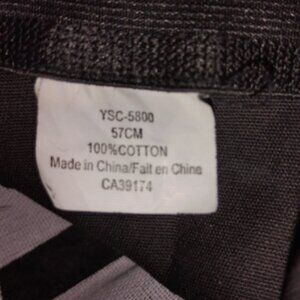 YSC-5800
57CM
100%COTTON
Made in China/Fait en Chine
CA39174